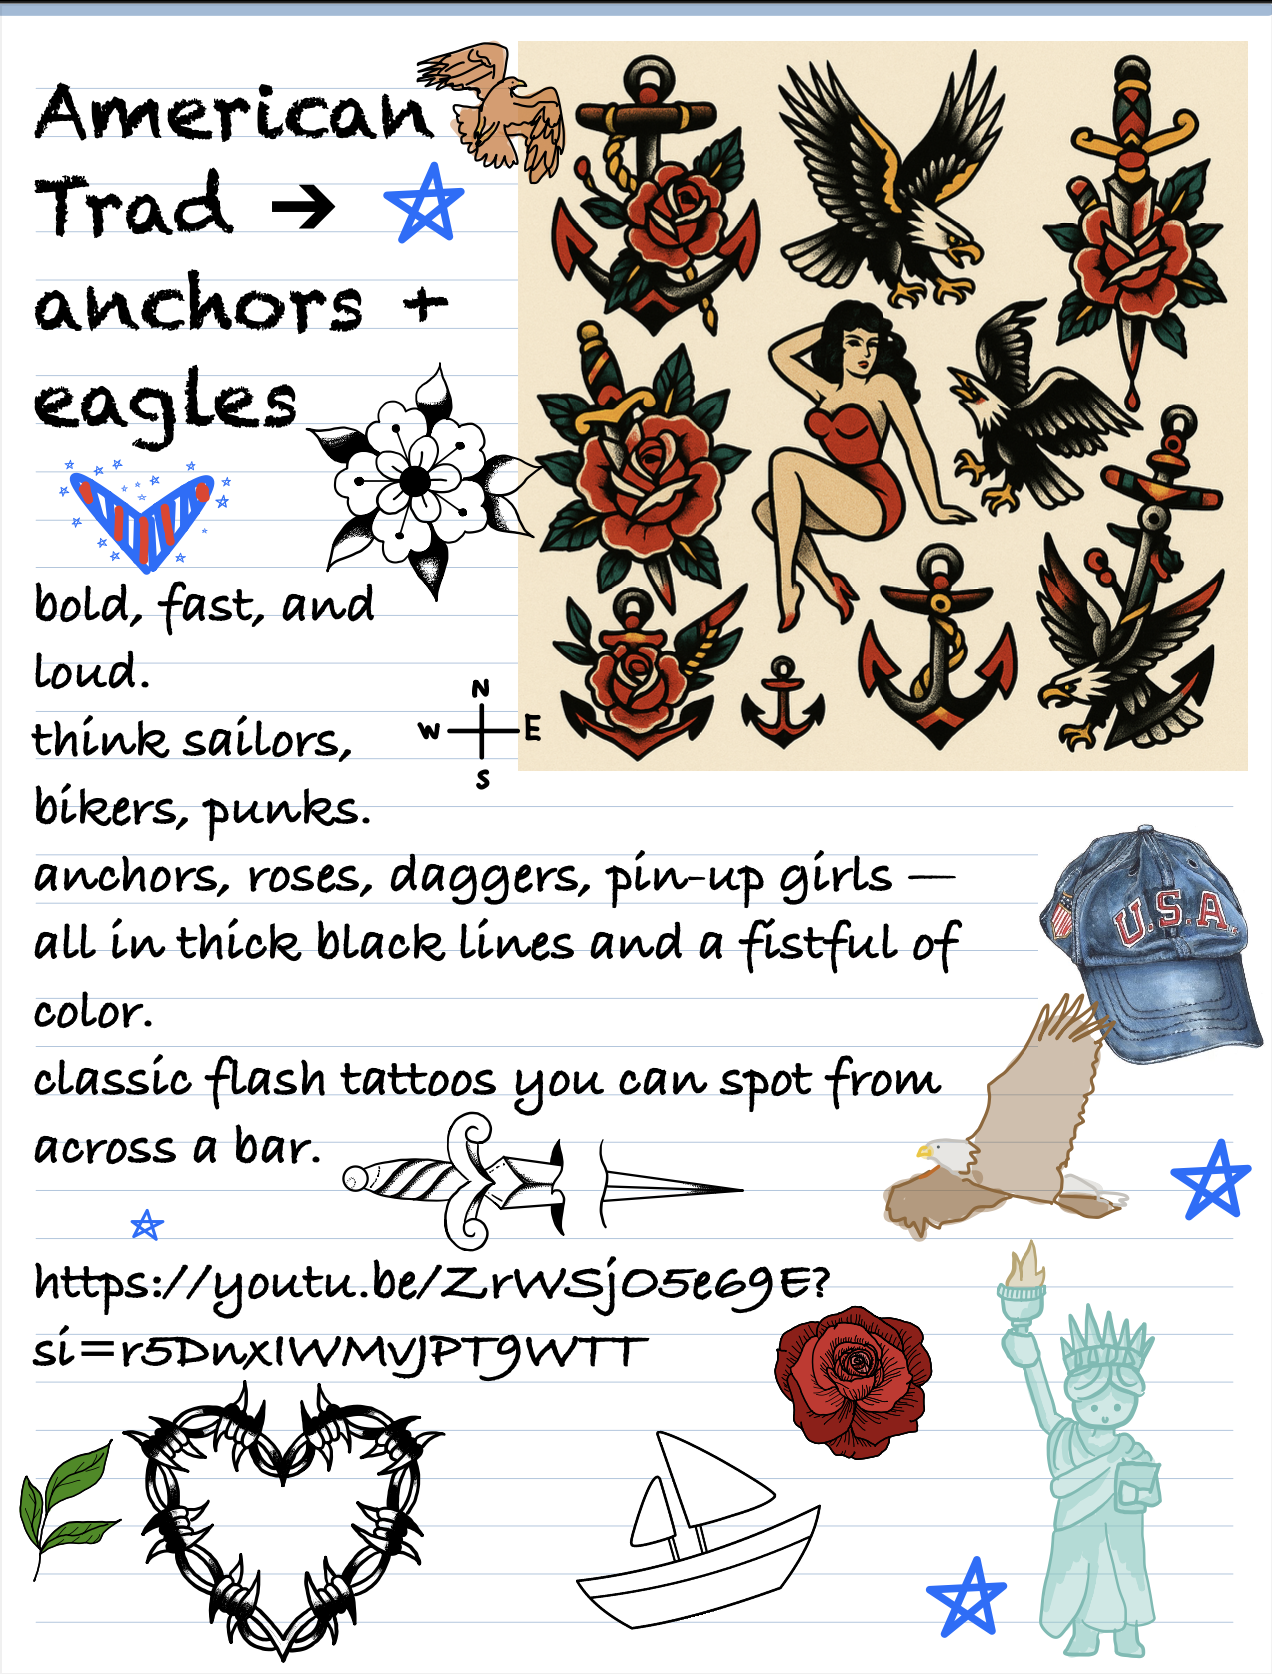 American
Trad →
anchors +
eagles
bold, fast, and
loud.
think sailors,
bikers, punks.
N
W E
S
anchors, roses, daggers, pin-up girls —
all in thick black lines and a fistful of
color.
U.S.A.
classic flash tattoos you can spot from
across a bar.
https://youtu.be/ZrWSjO5e69E?
si=r5DnxIWMvJPT9WTT